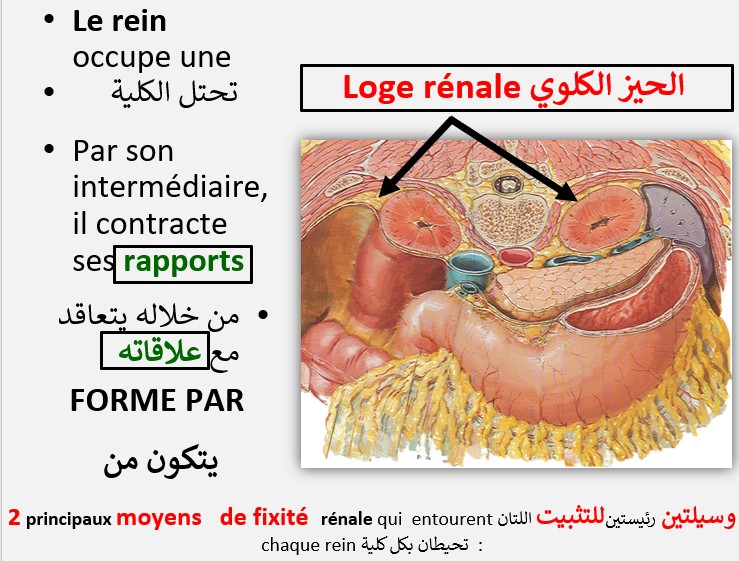 • Le rein
occupe une
• تحتل الكلية
• Par son
intermédiaire,
il contracte
ses rapports
• من خلاله يتعاقد
مع علاقاته
FORME PAR
يتكون من
Loge rénale الحيز الكلوي
2 principaux moyens de fixité rénale qui entourent وسيلتين رئيستين للتثبيت اللتان
chaque rein تحيطان بكل كلية :